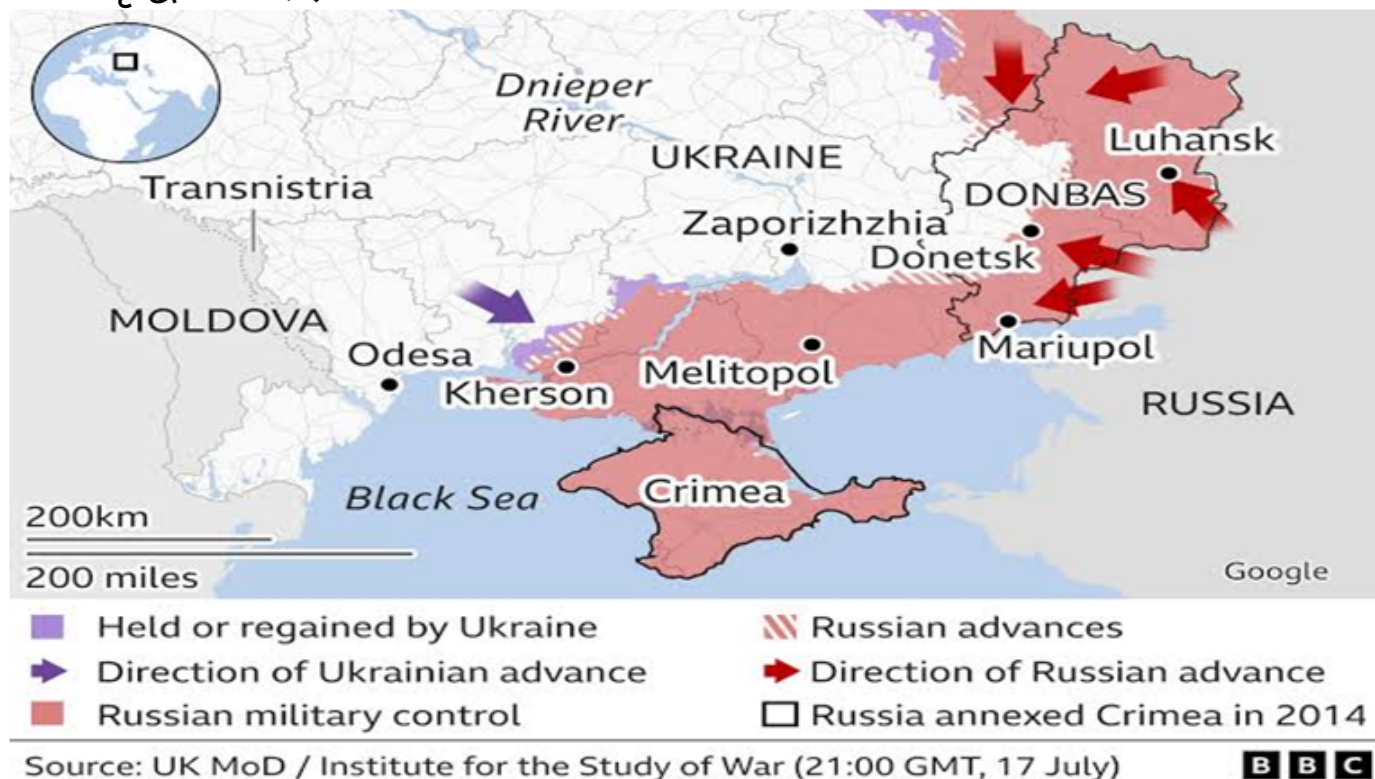 Dnieper
River
UKRAINE
Luhansk
Transnistria
DONBAS
Zaporizhzhia
Donetsk
MOLDOVA
Odesa
Kherson
Melitopol
Mariupol
RUSSIA
Black Sea
Crimea
200km
200 miles
Google
Held or regained by Ukraine
Russian advances
Direction of Ukrainian advance
Direction of Russian advance
Russian military control
Russia annexed Crimea in 2014
Source: UK MoD / Institute for the Study of War (21:00 GMT, 17 July)
BBC